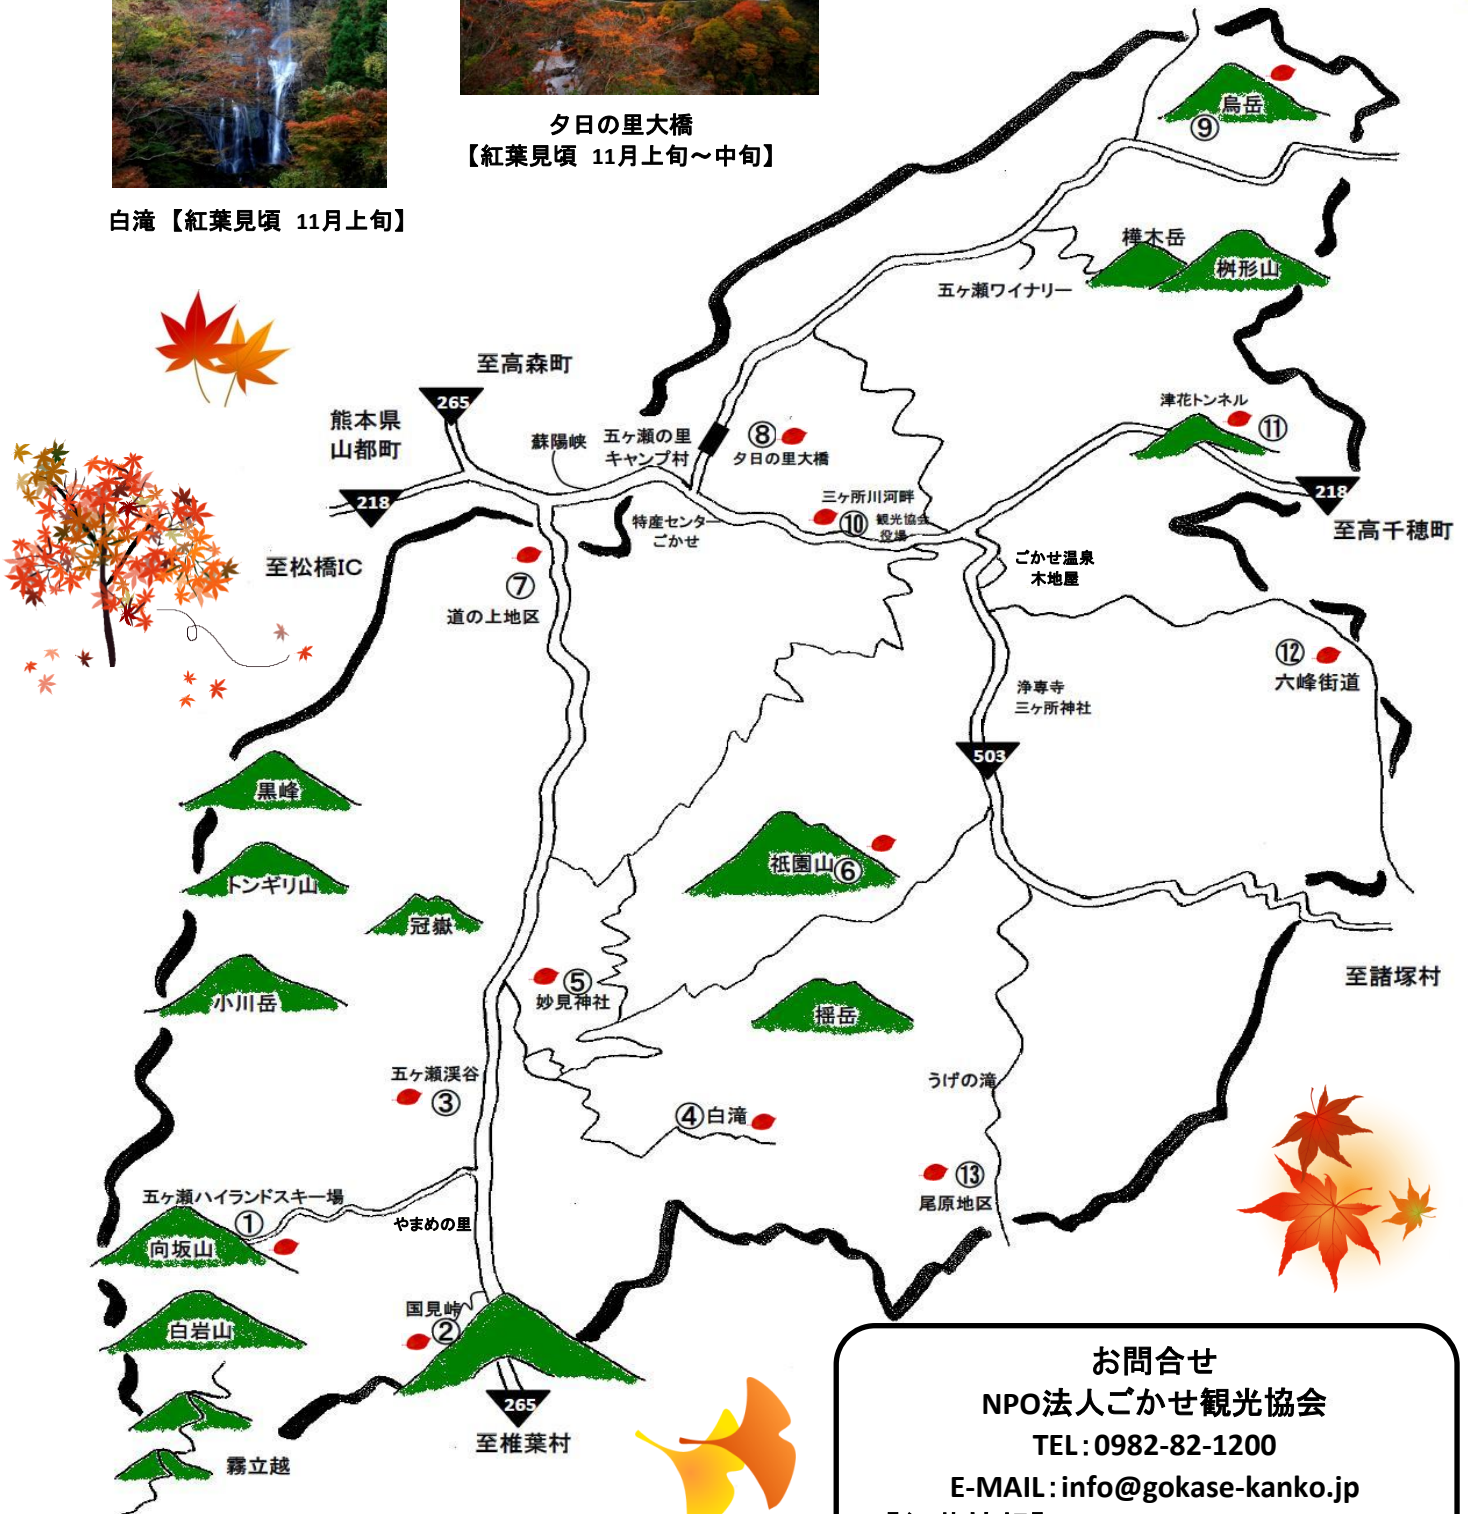 夕日の里大橋
【紅葉見頃 11月上旬～中旬】
白滝【紅葉見頃 11月上旬】
烏岳
⑨
樺木岳
桝形山
五ヶ瀬ワイナリー
至高森町
265
熊本県
山都町
蘇陽峡
五ヶ瀬の里
キャンプ村
⑧
夕日の里大橋
津花トンネル
⑪
218
218
至高千穂町
三ヶ所川河畔
⑩
観光協会
役場
特産センター
ごかせ
至松橋IC
⑦
道の上地区
ごかせ温泉
木地屋
⑫
六峰街道
浄専寺
三ヶ所神社
503
黒峰
トンギリ山
冠嶽
小川岳
祇園山
⑥
⑤
妙見神社
揺岳
至諸塚村
五ヶ瀬渓谷
③
うげの滝
④白滝
⑬
尾原地区
五ヶ瀬ハイランドスキー場
①
向坂山
やまめの里
国見峠
②
白岩山
265
至椎葉村
霧立越
お問合せ
NPO法人ごかせ観光協会
TEL：0982-82-1200
E-MAIL：info@gokase-kanko.jp